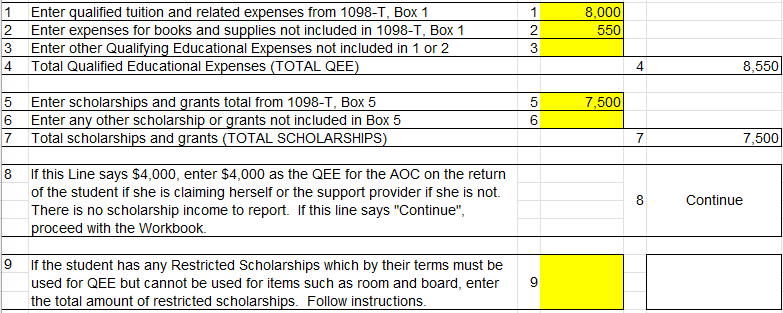 1 Enter qualified tuition and related expenses from 1098-T, Box 1 1 8,000
2 Enter expenses for books and supplies not included in 1098-T, Box 1 2 550
3 Enter other Qualifying Educational Expenses not included in 1 or 2 3
4 Total Qualified Educational Expenses (TOTAL QEE) 4 8,550
5 Enter scholarships and grants total from 1098-T, Box 5 5 7,500
6 Enter any other scholarship or grants not included in Box 5 6
7 Total scholarships and grants (TOTAL SCHOLARSHIPS) 7 7,500
8 If this Line says $4,000, enter $4,000 as the QEE for the AOC on the return
of the student if she is claiming herself or the support provider if she is not.
There is no scholarship income to report. If this line says "Continue", 8 Continue
proceed with the Workbook.
9 If the student has any Restricted Scholarships which by their terms must be
used for QEE but cannot be used for items such as room and board, enter 9
the total amount of restricted scholarships. Follow instructions.